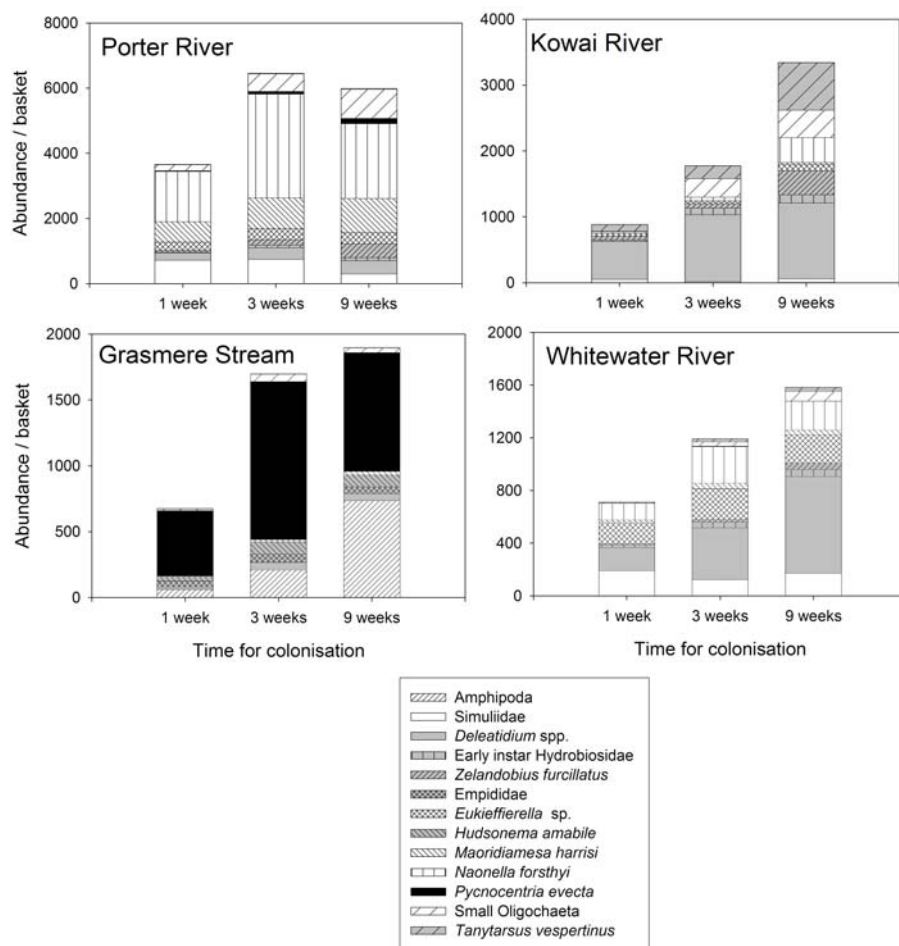 Porter River
8000
6000
4000
2000
0
Abundance / basket
1 week
3 weeks
9 weeks
Kowai River
4000
3000
2000
1000
0
1 week
3 weeks
9 weeks
Grasmere Stream
2000
1500
1000
500
0
Abundance / basket
1 week
3 weeks
9 weeks
Time for colonisation
Whitewater River
2000
1600
1200
800
400
0
1 week
3 weeks
9 weeks
Time for colonisation
Amphipoda
Simuliidae
Deleatidium spp.
Early instar Hydrobiosidae
Zelandobius furcillatus
Empididae
Eukiefferella sp.
Hudsonema amabile
Maoridiamesa harrisi
Naonella forsthyi
Pycnocentria evecta
Small Oligochaeta
Tanytarsus vespertinus